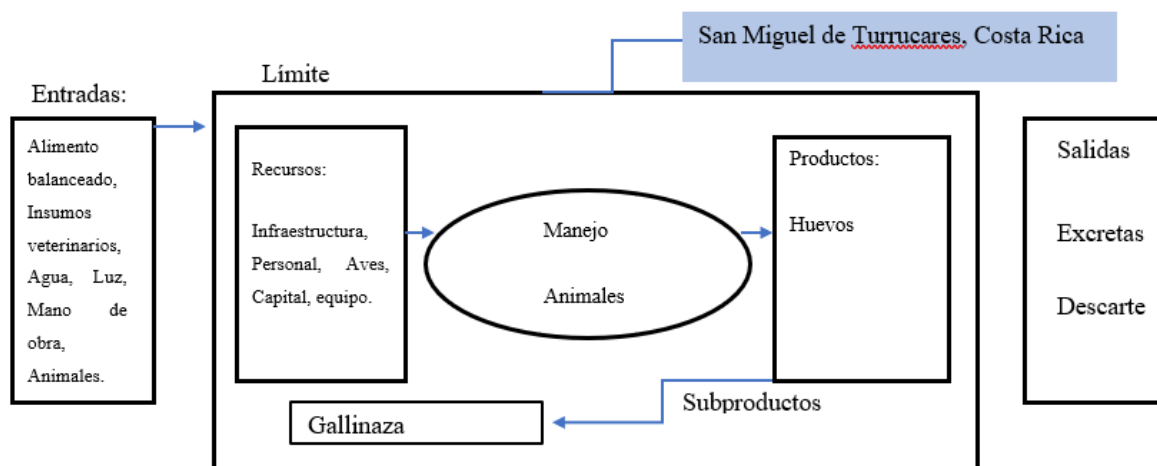 San Miguel de Turrucares, Costa Rica
Límite
Entradas:
Alimento
balanceado,
Insumos
veterinarios,
Agua, Luz,
Mano de
obra,
Animales.
Recursos:
Infraestructura,
Personal, Aves,
Capital, equipo.
Manejo
Animales
Productos:
Huevos
Subproductos
Gallinaza
Salidas
Excretas
Descarte